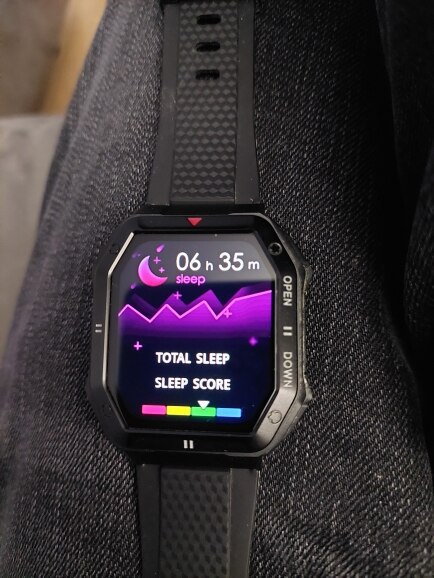 06 h 35 m
sleep
TOTAL SLEEP
SLEEP SCORE
OPEN
DOWN